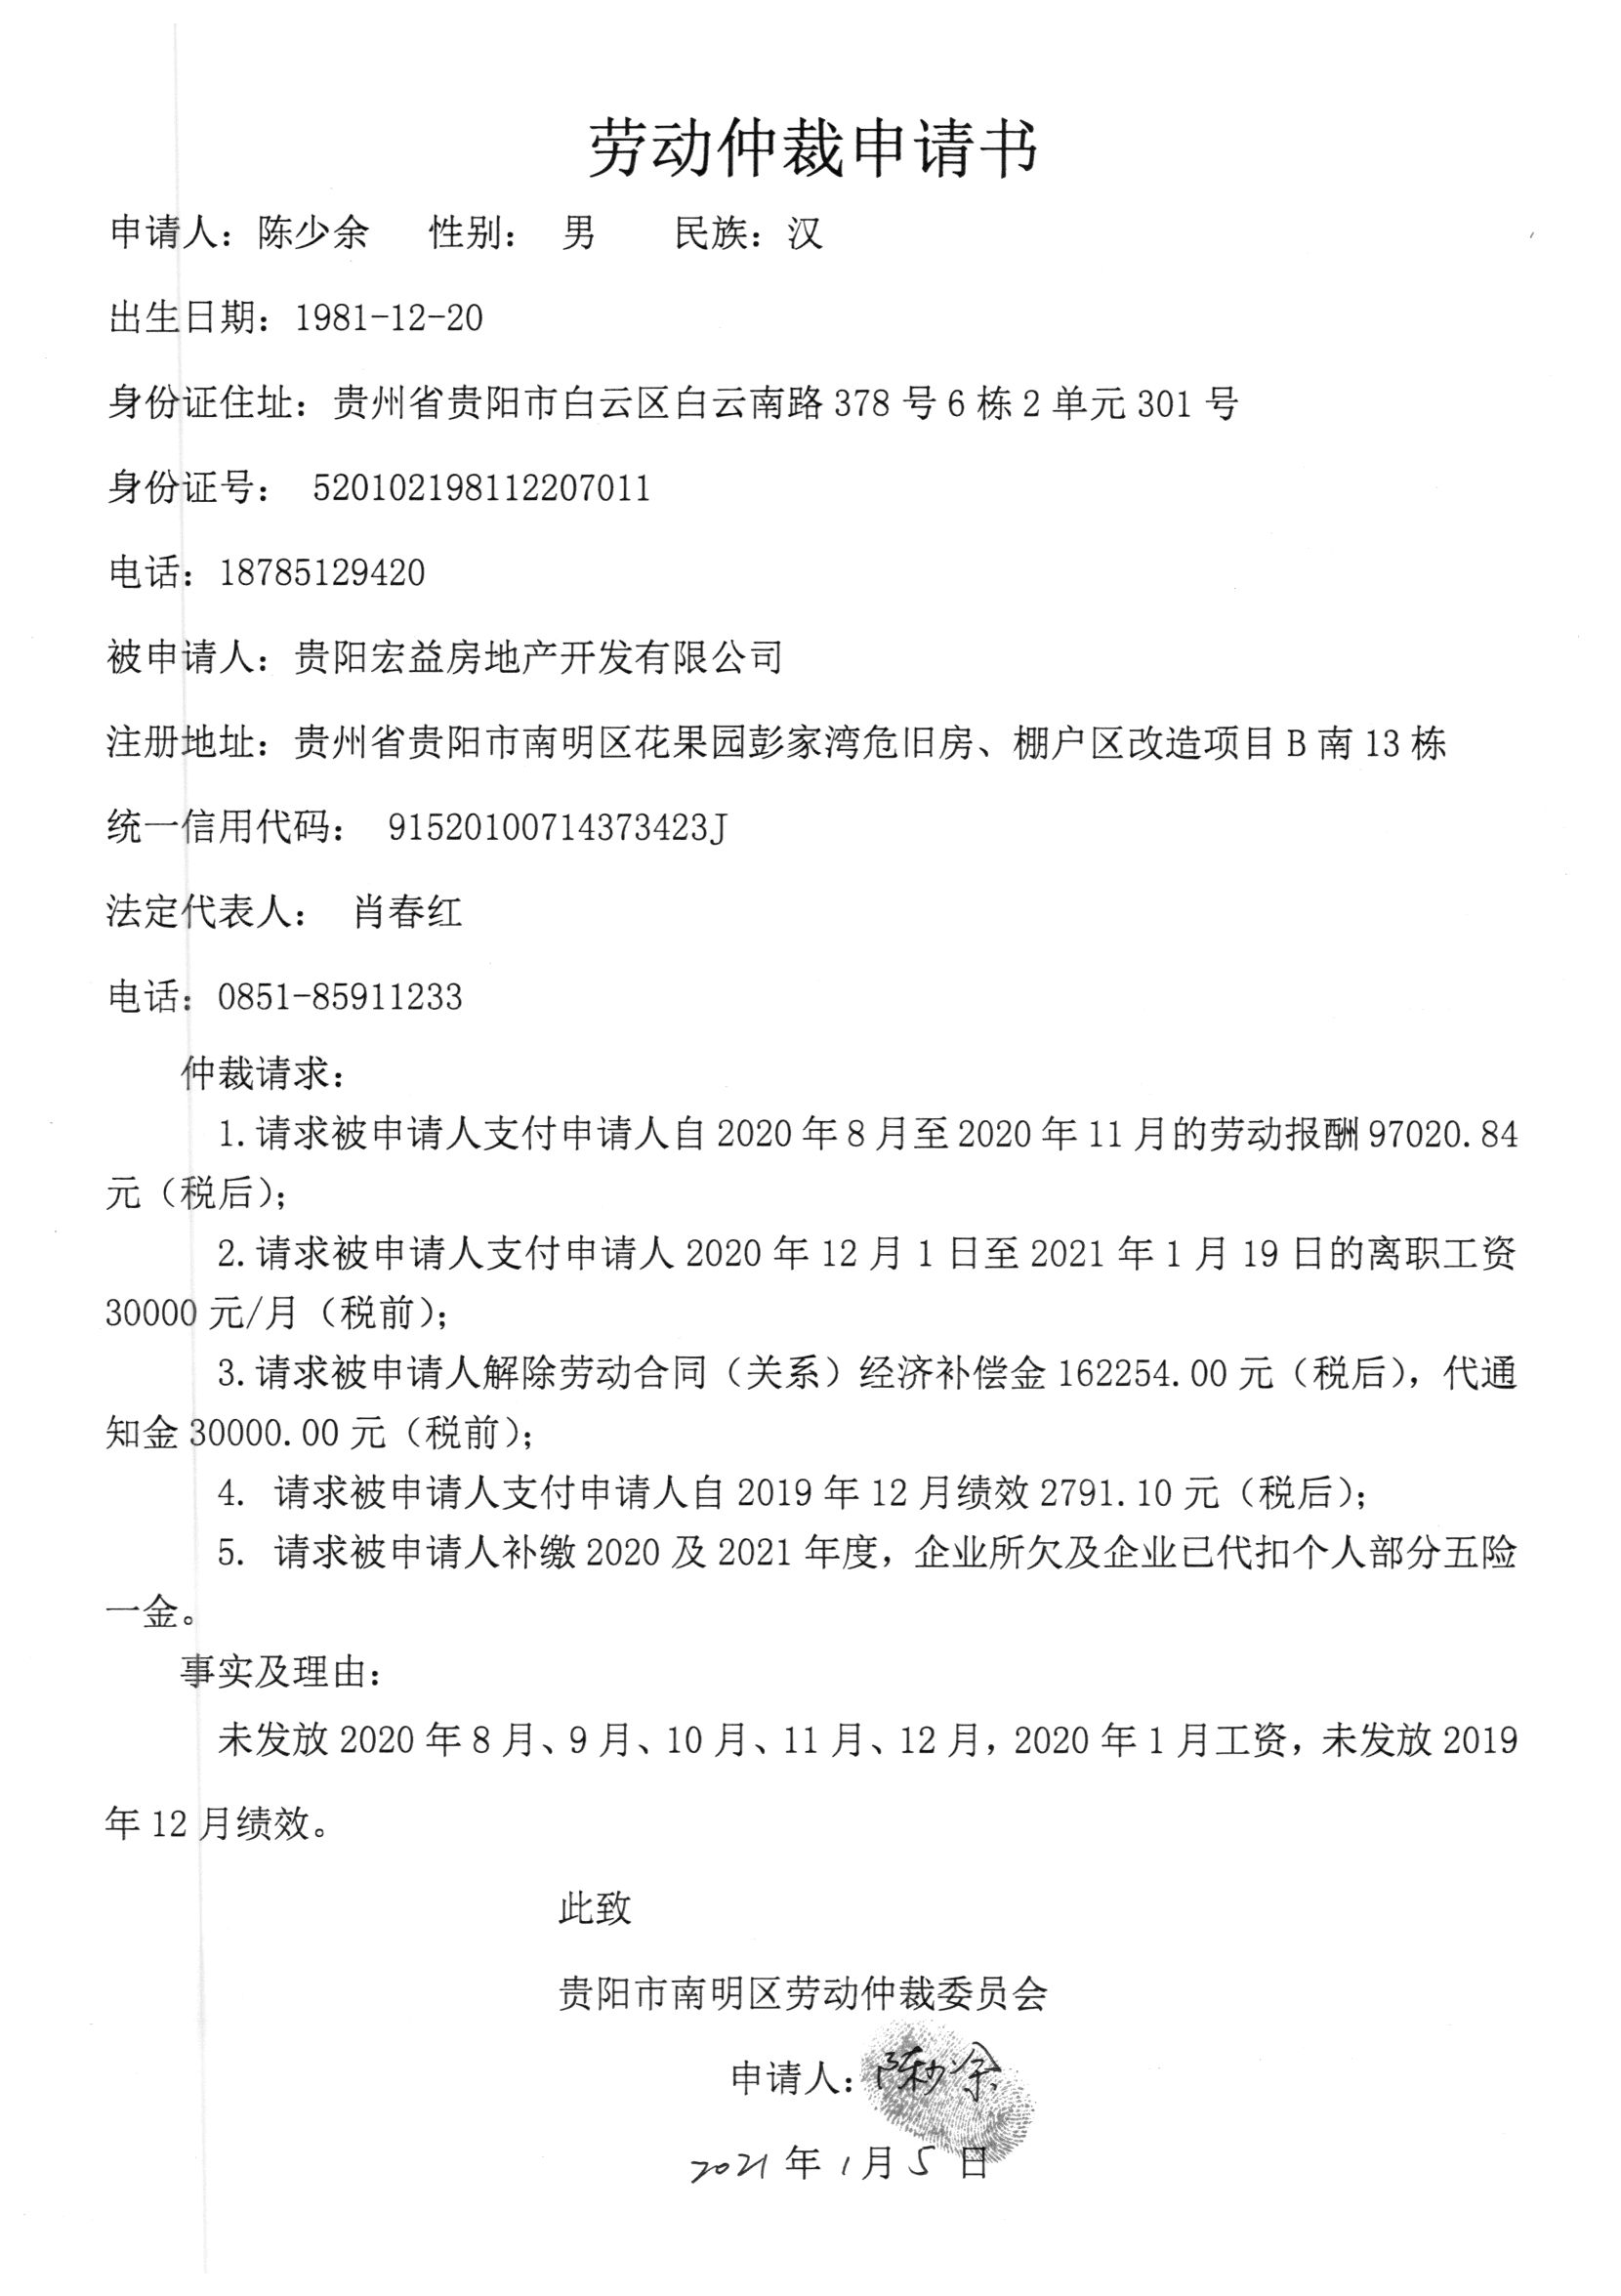 劳动仲裁申请书
申请人：陈少余 性别： 男 民族：汉
出生日期：1981-12-20
身份证住址：贵州省贵阳市白云区白云南路 378 号 6 栋 2 单元 301 号
身份证号： 520102198112207011
电话：18785129420
被申请人：贵阳宏益房地产开发有限公司
注册地址：贵州省贵阳市南明区花果园彭家湾危旧房、棚户区改造项目 B 南 13 栋
统一信用代码： 91520100714373423J
法定代表人： 肖春红
电话：0851-85911233
仲裁请求：
1.请求被申请人支付申请人自 2020 年 8 月至 2020 年 11 月的劳动报酬 97020.84
元（税后）；
2.请求被申请人支付申请人 2020 年 12 月 1 日至 2021 年 1 月 19 日的离职工资
30000 元/月（税前）；
3.请求被申请人解除劳动合同（关系）经济补偿金 162254.00 元（税后），代通
知金 30000.00 元（税前）；
4. 请求被申请人支付申请人自 2019 年 12 月绩效 2791.10 元（税后）；
5. 请求被申请人补缴 2020 及 2021 年度，企业所欠及企业已代扣个人部分五险
一金。
事实及理由：
未发放 2020 年 8 月、9 月、10 月、11 月、12 月，2020 年 1 月工资，未发放 2019
年 12 月绩效。
此致
贵阳市南明区劳动仲裁委员会
申请人：陈少余
2021 年 1 月 5 日